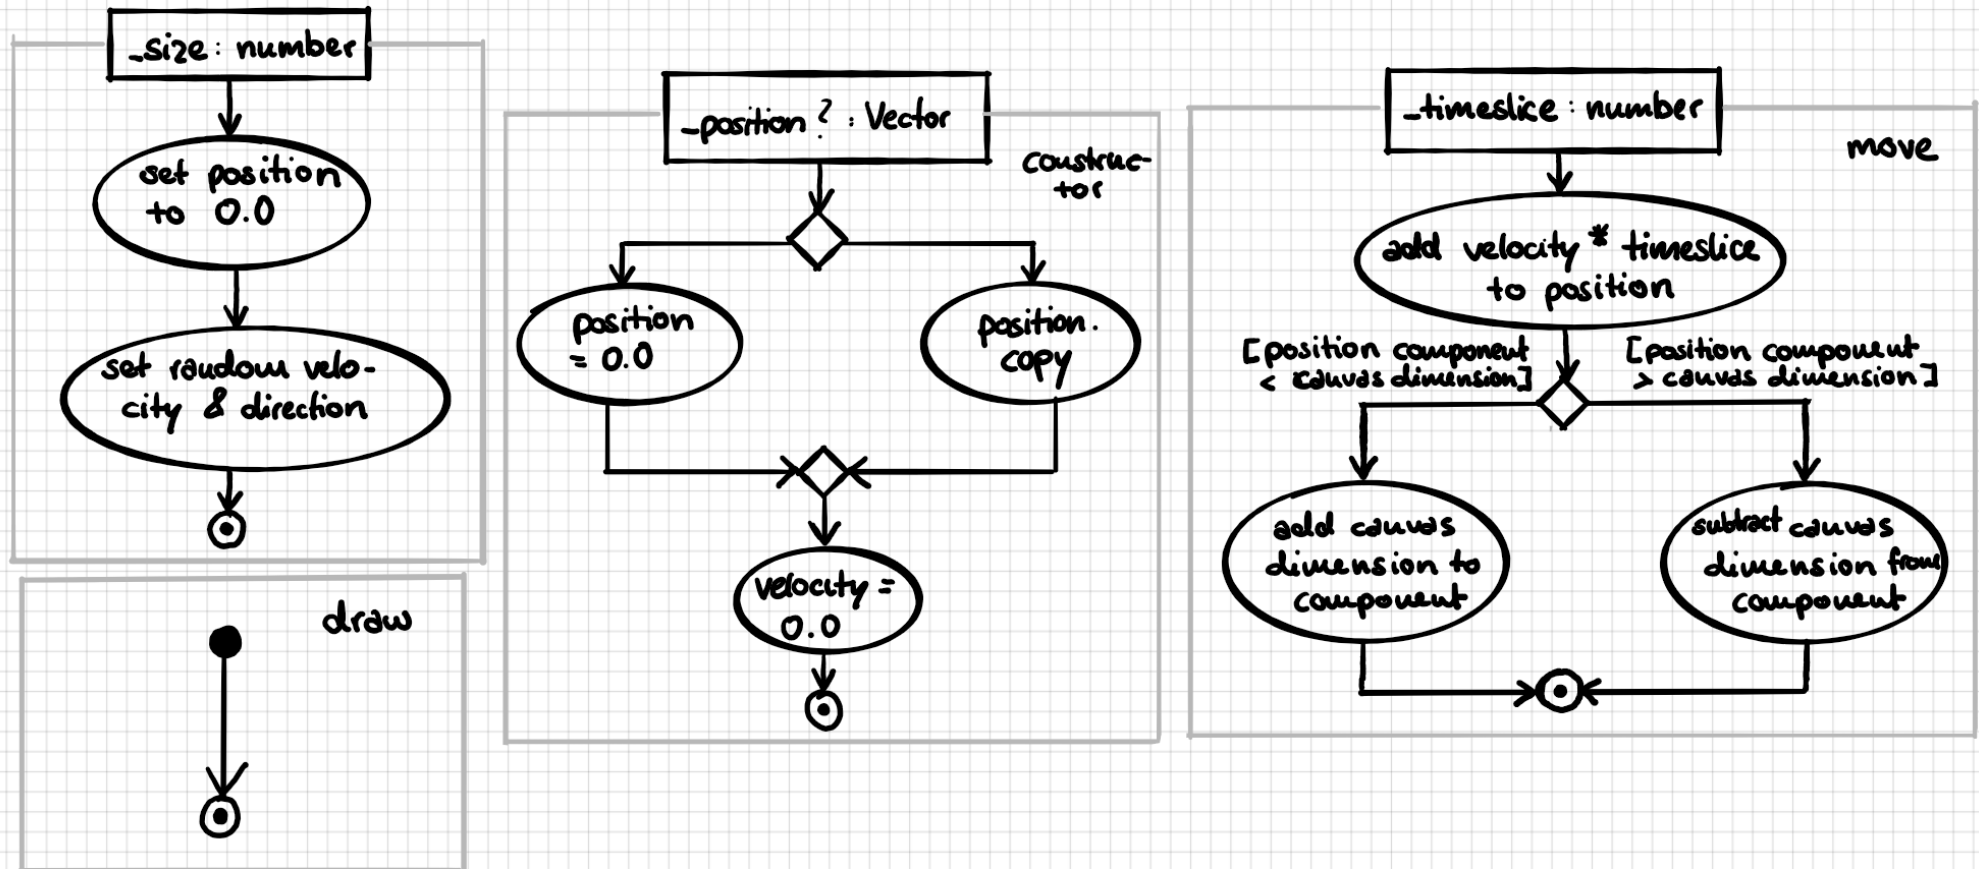 _size: number
set position
to 0.0
set random velo-
city & direction
draw
_position? : Vector
construc-
tor
position
= 0.0
position.
copy
velocity =
0.0
_timeslice: number
move
add velocity * timeslice
to position
[position component
< canvas dimension]
[position component
> canvas dimension]
add canvas
dimension to
component
subtract canvas
dimension from
component